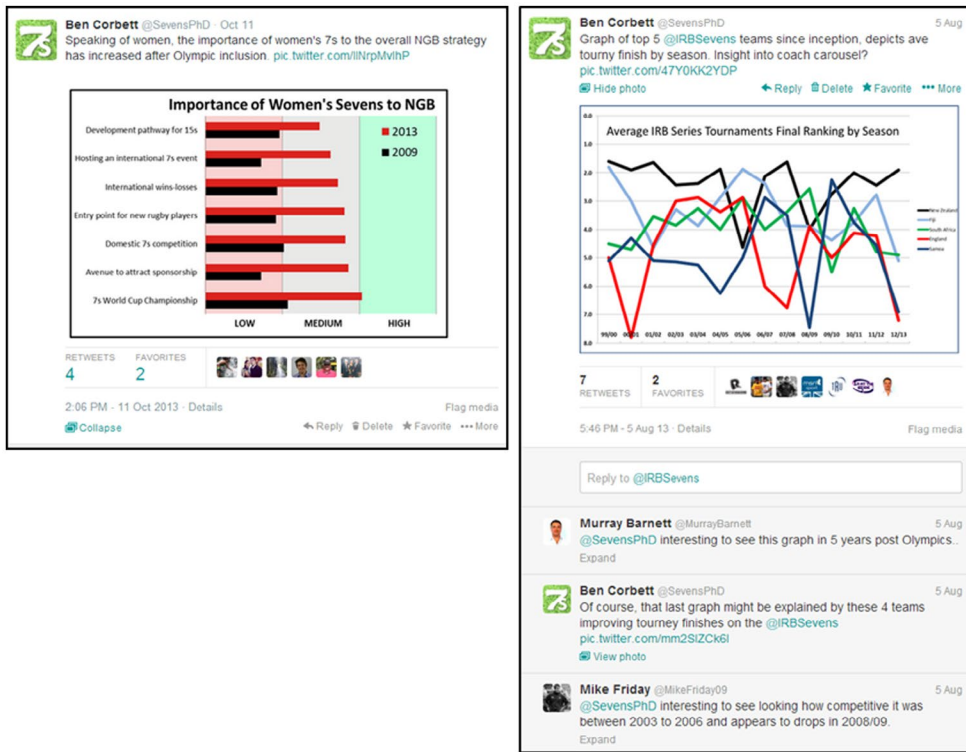 Ben Corbett @SevensPhD · Oct 11
Speaking of women, the importance of women's 7s to the overall NGB strategy
has increased after Olympic inclusion. pic.twitter.com/IINrpMvlhP
Importance of Women's Sevens to NGB
2013
2009
Development pathway for 15s
Hosting an international 7s event
International wins-losses
Entry point for new rugby players
Domestic 7s competition
Avenue to attract sponsorship
7s World Cup Championship
LOW MEDIUM HIGH
RETWEETS FAVORITES
4 2
2:06 PM - 11 Oct 2013 · Details Flag media
Collapse Reply Delete Favorite More
Ben Corbett @SevensPhD 5 Aug
Graph of top 5 @IRBSevens teams since inception, depicts ave
tourny finish by season. Insight into coach carousel?
pic.twitter.com/47Y0KK2YDP
Hide photo Reply Delete Favorite More
Average IRB Series Tournaments Final Ranking by Season
0.0
1.0
2.0
3.0
4.0
5.0
6.0
7.0
8.0
New Zealand
Fiji
South Africa
England
Samoa
99/00 00/01 01/02 02/03 03/04 04/05 05/06 06/07 07/08 08/09 09/10 10/11 11/12 12/13
7 2
RETWEETS FAVORITES
5:46 PM - 5 Aug 13 · Details Flag media
Reply to @IRBSevens
Murray Barnett @MurrayBarnett 5 Aug
@SevensPhD interesting to see this graph in 5 years post Olympics..
Expand
Ben Corbett @SevensPhD 5 Aug
Of course, that last graph might be explained by these 4 teams
improving tourney finishes on the @IRBSevens
pic.twitter.com/mm2SIZCk6l
View photo
Mike Friday @MikeFriday09 5 Aug
@SevensPhD interesting to see looking how competitive it was
between 2003 to 2006 and appears to drops in 2008/09.
Expand